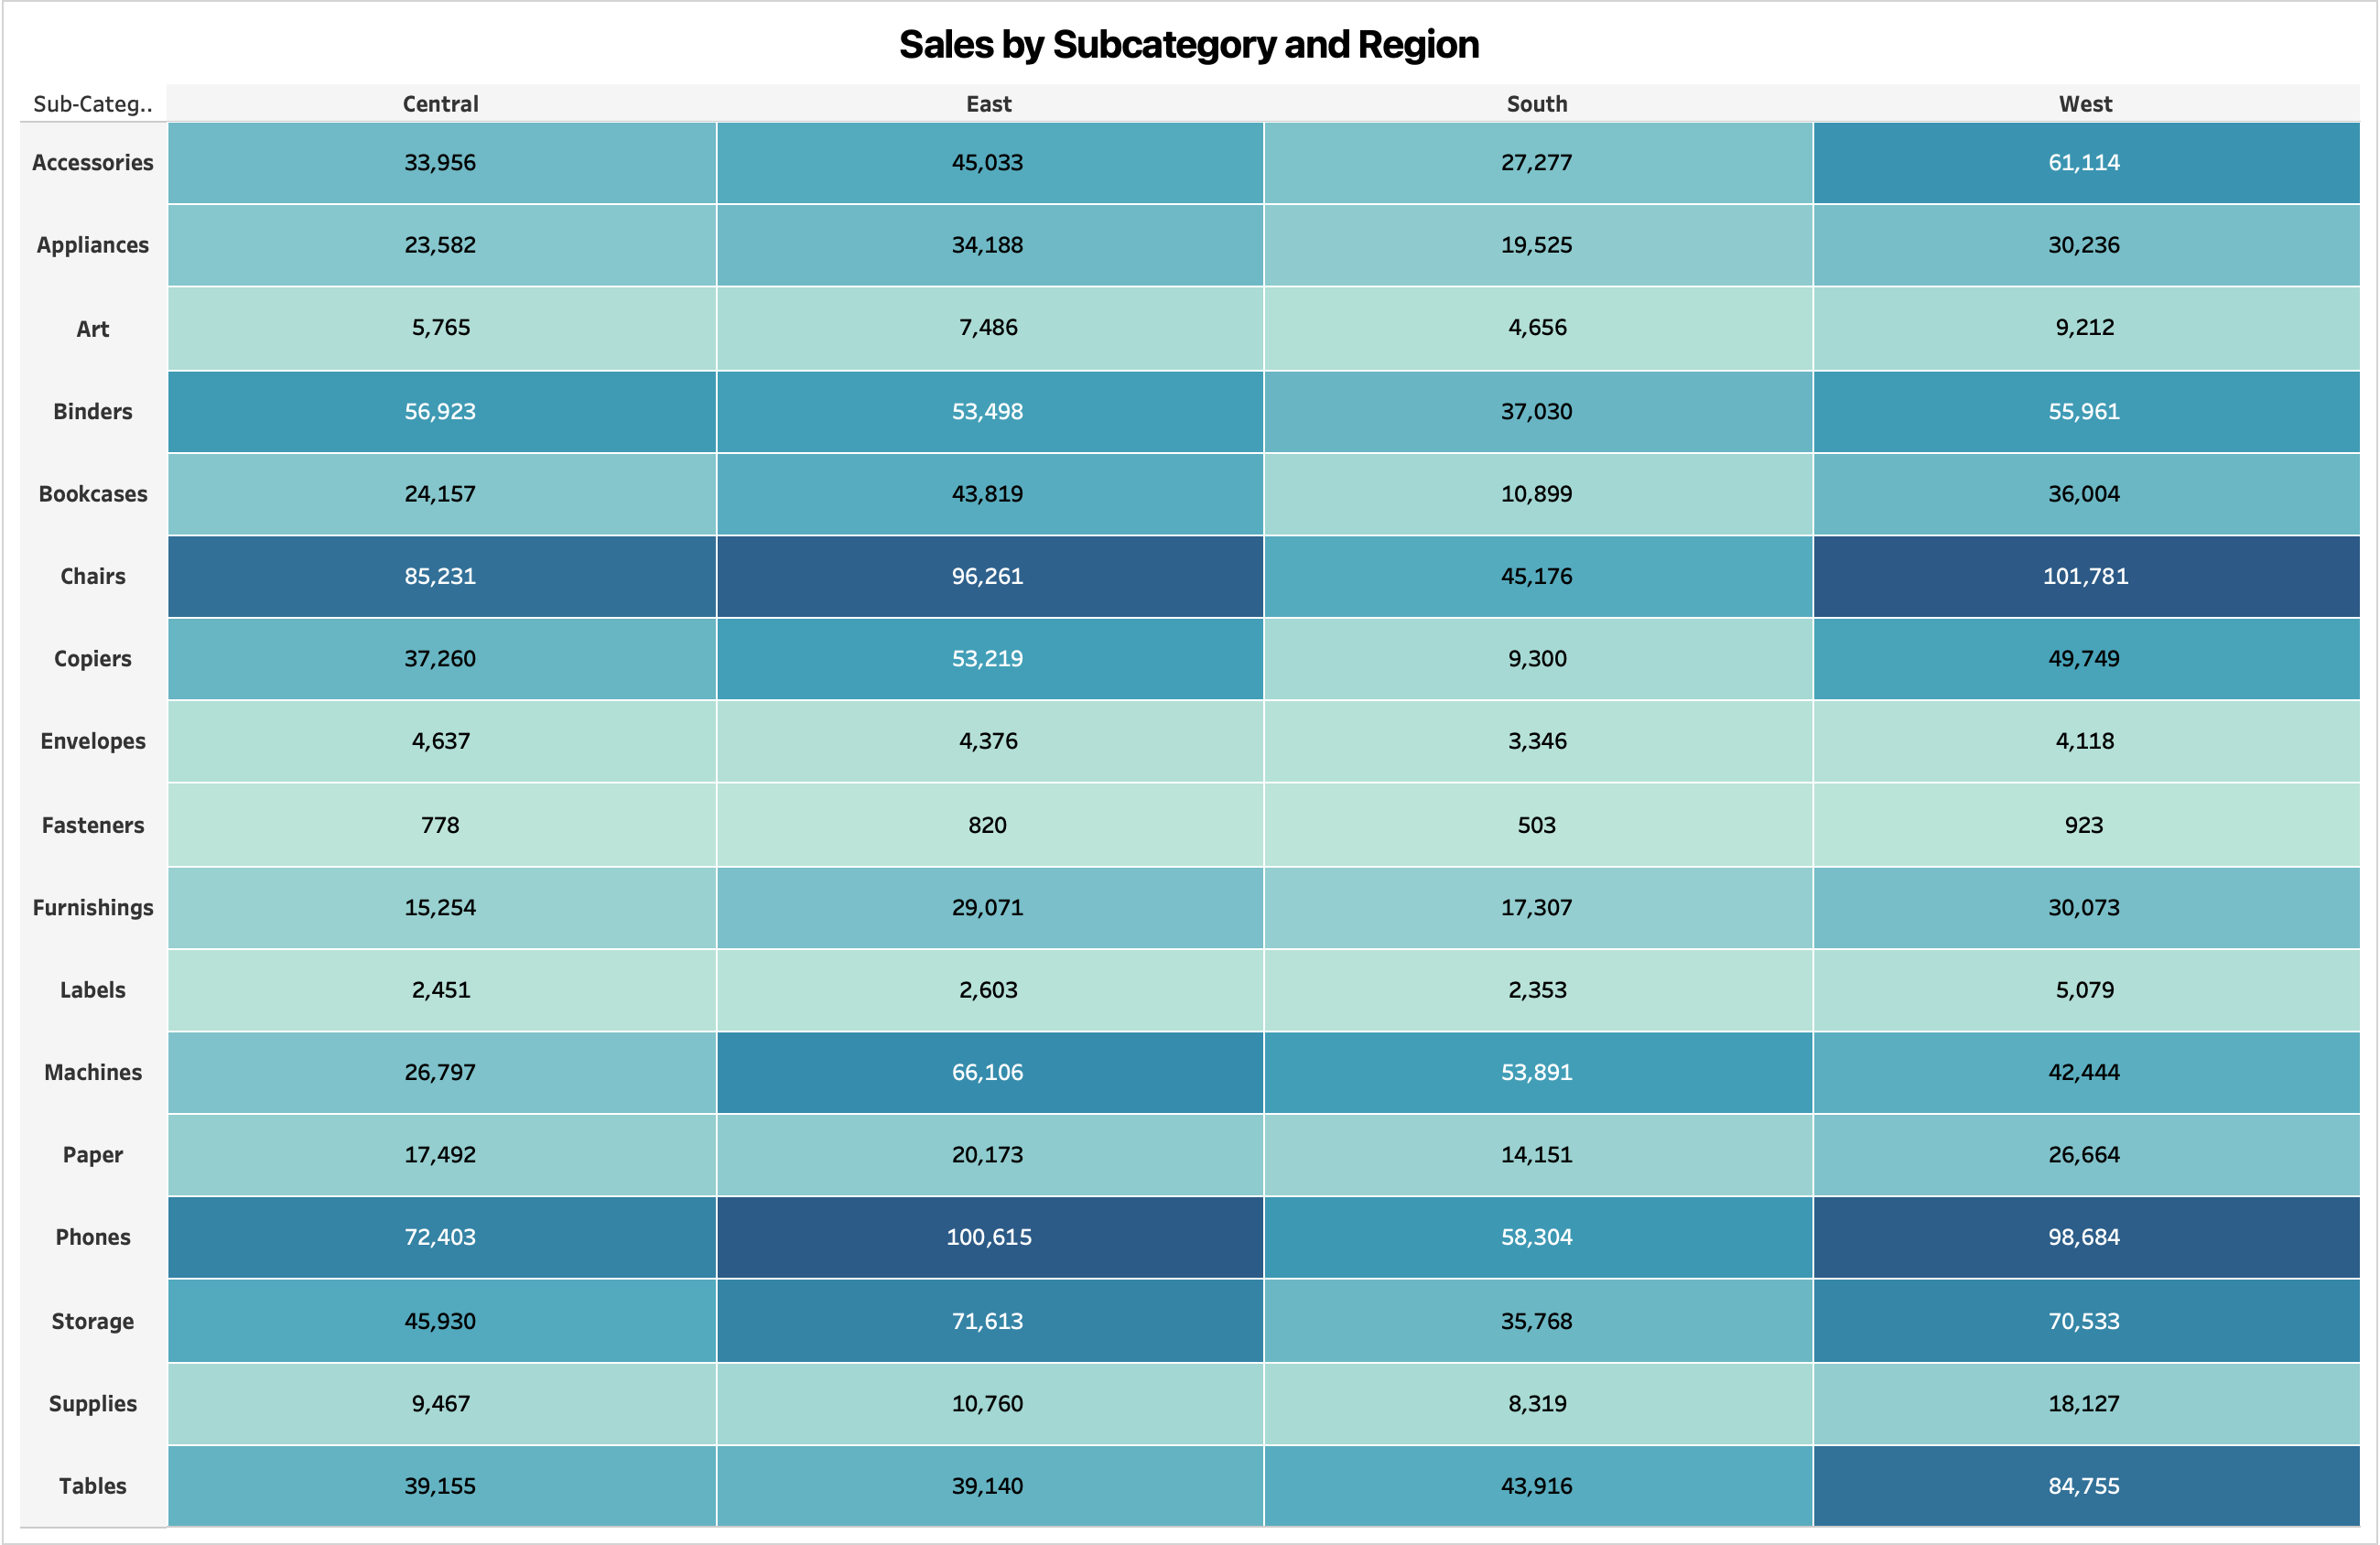 Sales by Subcategory and Region
Sub-Categ.. Central East South West
Accessories 33,956 45,033 27,277 61,114
Appliances 23,582 34,188 19,525 30,236
Art 5,765 7,486 4,656 9,212
Binders 56,923 53,498 37,030 55,961
Bookcases 24,157 43,819 10,899 36,004
Chairs 85,231 96,261 45,176 101,781
Copiers 37,260 53,219 9,300 49,749
Envelopes 4,637 4,376 3,346 4,118
Fasteners 778 820 503 923
Furnishings 15,254 29,071 17,307 30,073
Labels 2,451 2,603 2,353 5,079
Machines 26,797 66,106 53,891 42,444
Paper 17,492 20,173 14,151 26,664
Phones 72,403 100,615 58,304 98,684
Storage 45,930 71,613 35,768 70,533
Supplies 9,467 10,760 8,319 18,127
Tables 39,155 39,140 43,916 84,755